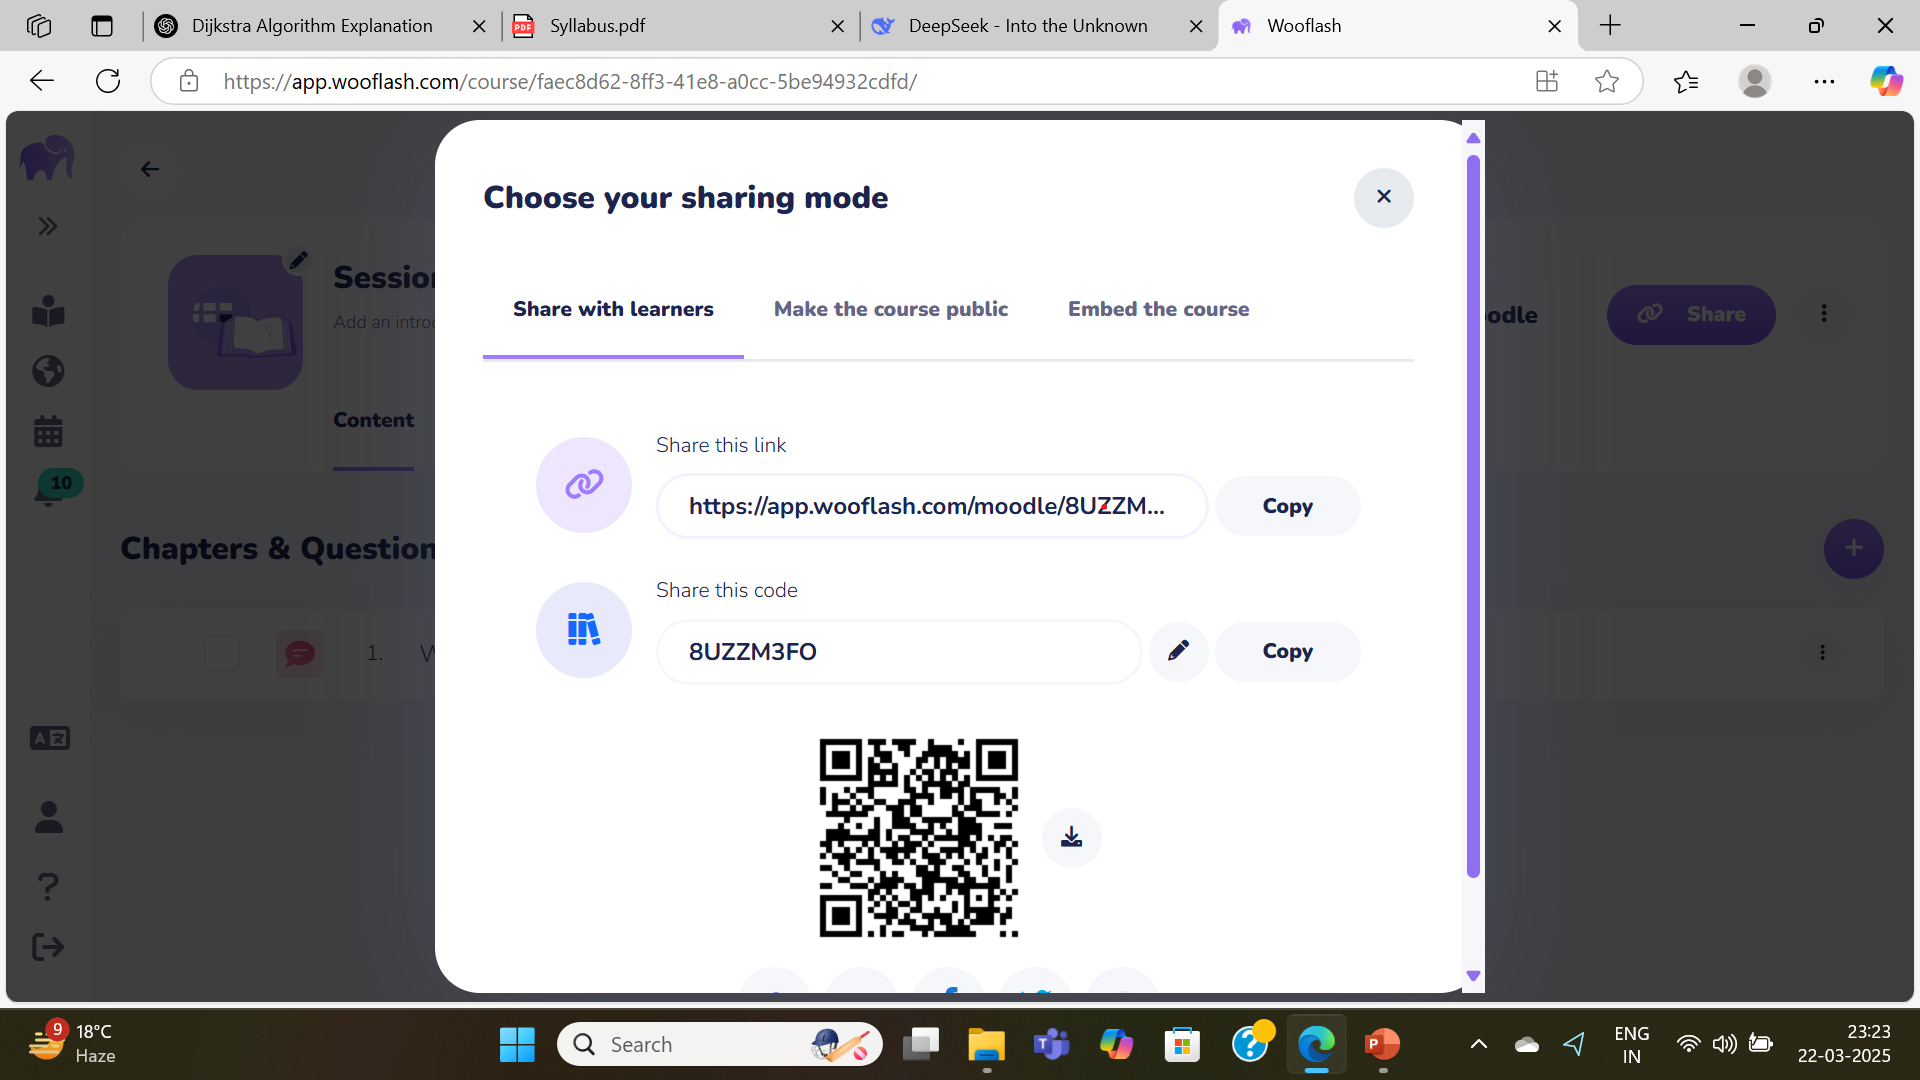 Dijkstra Algorithm Explanation
Syllabus.pdf
DeepSeek - Into the Unknown
Wooflash
https://app.wooflash.com/course/faec8d62-8ff3-41e8-a0cc-5be94932cdfd/
Choose your sharing mode
Share with learners
Make the course public
Embed the course
Session
Add an intro
oodle
Share
Content
Share this link
https://app.wooflash.com/moodle/8UZZM...
Copy
10
Chapters & Question
Share this code
8UZZM3FO
Copy
1.
W
9
18°C
Haze
Search
ENG
IN
23:23
22-03-2025